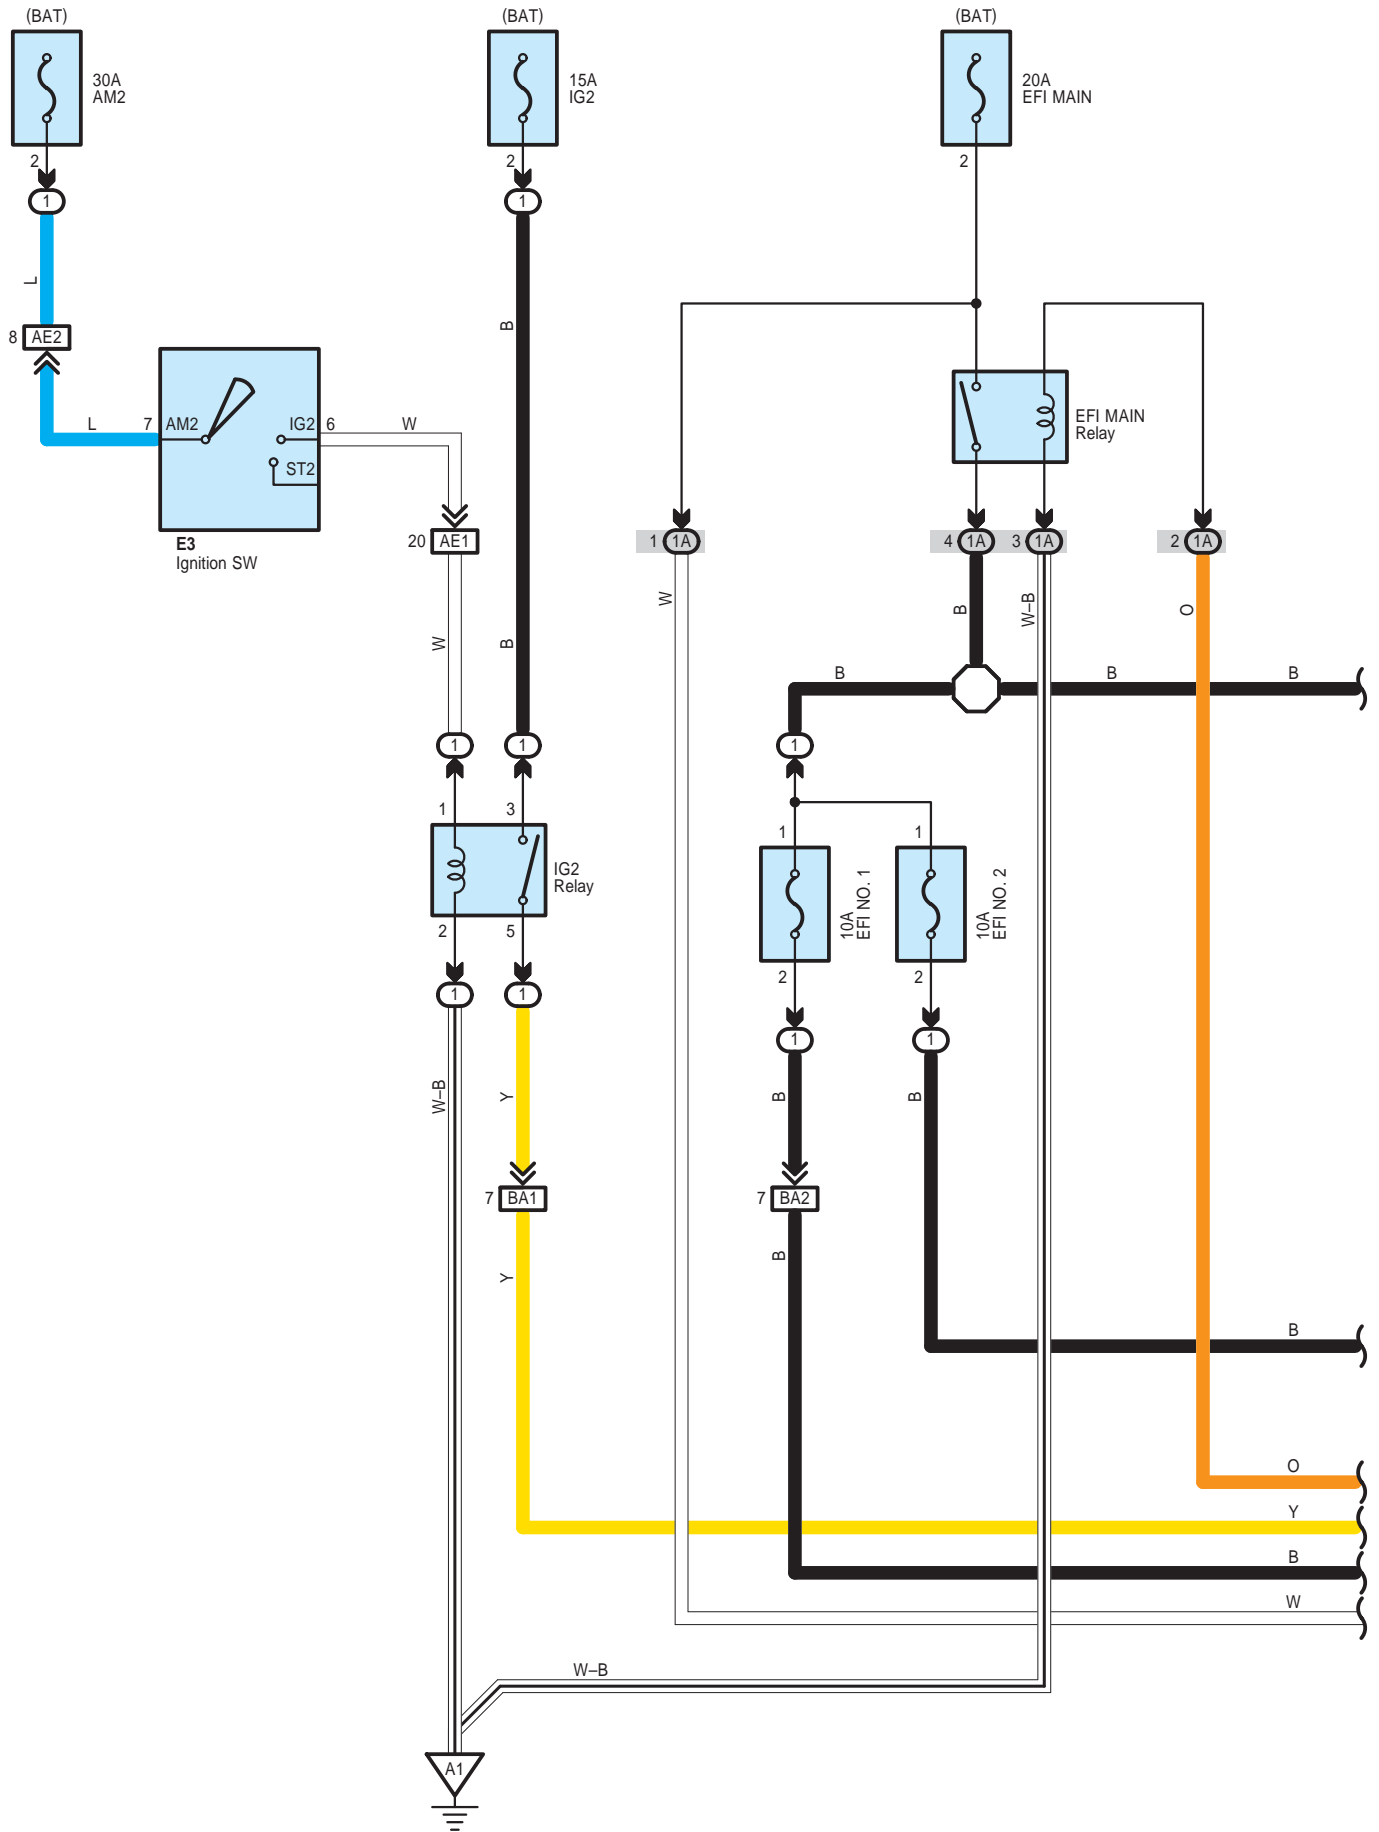 (BAT)
(BAT)
(BAT)
30A
AM2
15A
IG2
20A
EFI MAIN
2
2
2
1
1
L
B
8 AE2
L
7
AM2
IG2
6
W
ST2
EFI MAIN
Relay
E3
Ignition SW
20 AE1
1 1A
4 1A
3 1A
2 1A
W
B
W–B
O
W
B
B
B
B
1
1
1
1
3
1
1
IG2
Relay
10A
EFI NO. 1
10A
EFI NO. 2
2
5
2
2
1
1
1
1
W–B
Y
B
B
7 BA1
7 BA2
Y
B
B
O
Y
B
W
W–B
A1